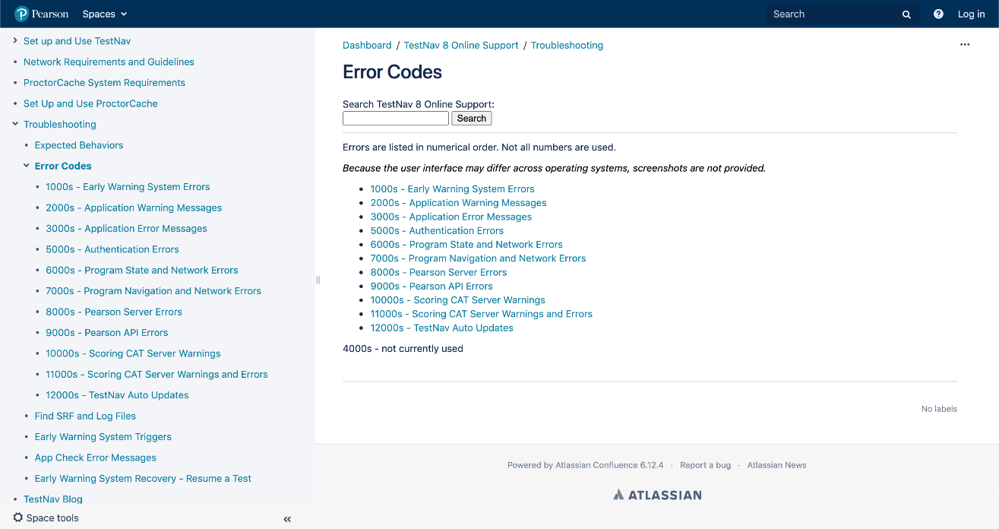 Pearson Spaces Search Log in
Set up and Use TestNav
Network Requirements and Guidelines
ProctorCache System Requirements
Set Up and Use ProctorCache
Troubleshooting
Expected Behaviors
Error Codes
1000s - Early Warning System Errors
2000s - Application Warning Messages
3000s - Application Error Messages
5000s - Authentication Errors
6000s - Program State and Network Errors
7000s - Program Navigation and Network Errors
8000s - Pearson Server Errors
9000s - Pearson API Errors
10000s - Scoring CAT Server Warnings
11000s - Scoring CAT Server Warnings and Errors
12000s - TestNav Auto Updates
Find SRF and Log Files
Early Warning System Triggers
App Check Error Messages
Early Warning System Recovery - Resume a Test
TestNav Blog
Space tools
Dashboard / TestNav 8 Online Support / Troubleshooting
Error Codes
Search TestNav 8 Online Support:
Search
Errors are listed in numerical order. Not all numbers are used.
Because the user interface may differ across operating systems, screenshots are not provided.
1000s - Early Warning System Errors
2000s - Application Warning Messages
3000s - Application Error Messages
5000s - Authentication Errors
6000s - Program State and Network Errors
7000s - Program Navigation and Network Errors
8000s - Pearson Server Errors
9000s - Pearson API Errors
10000s - Scoring CAT Server Warnings
11000s - Scoring CAT Server Warnings and Errors
12000s - TestNav Auto Updates
4000s - not currently used
No labels
Powered by Atlassian Confluence 6.12.4 · Report a bug · Atlassian News
ATLASSIAN